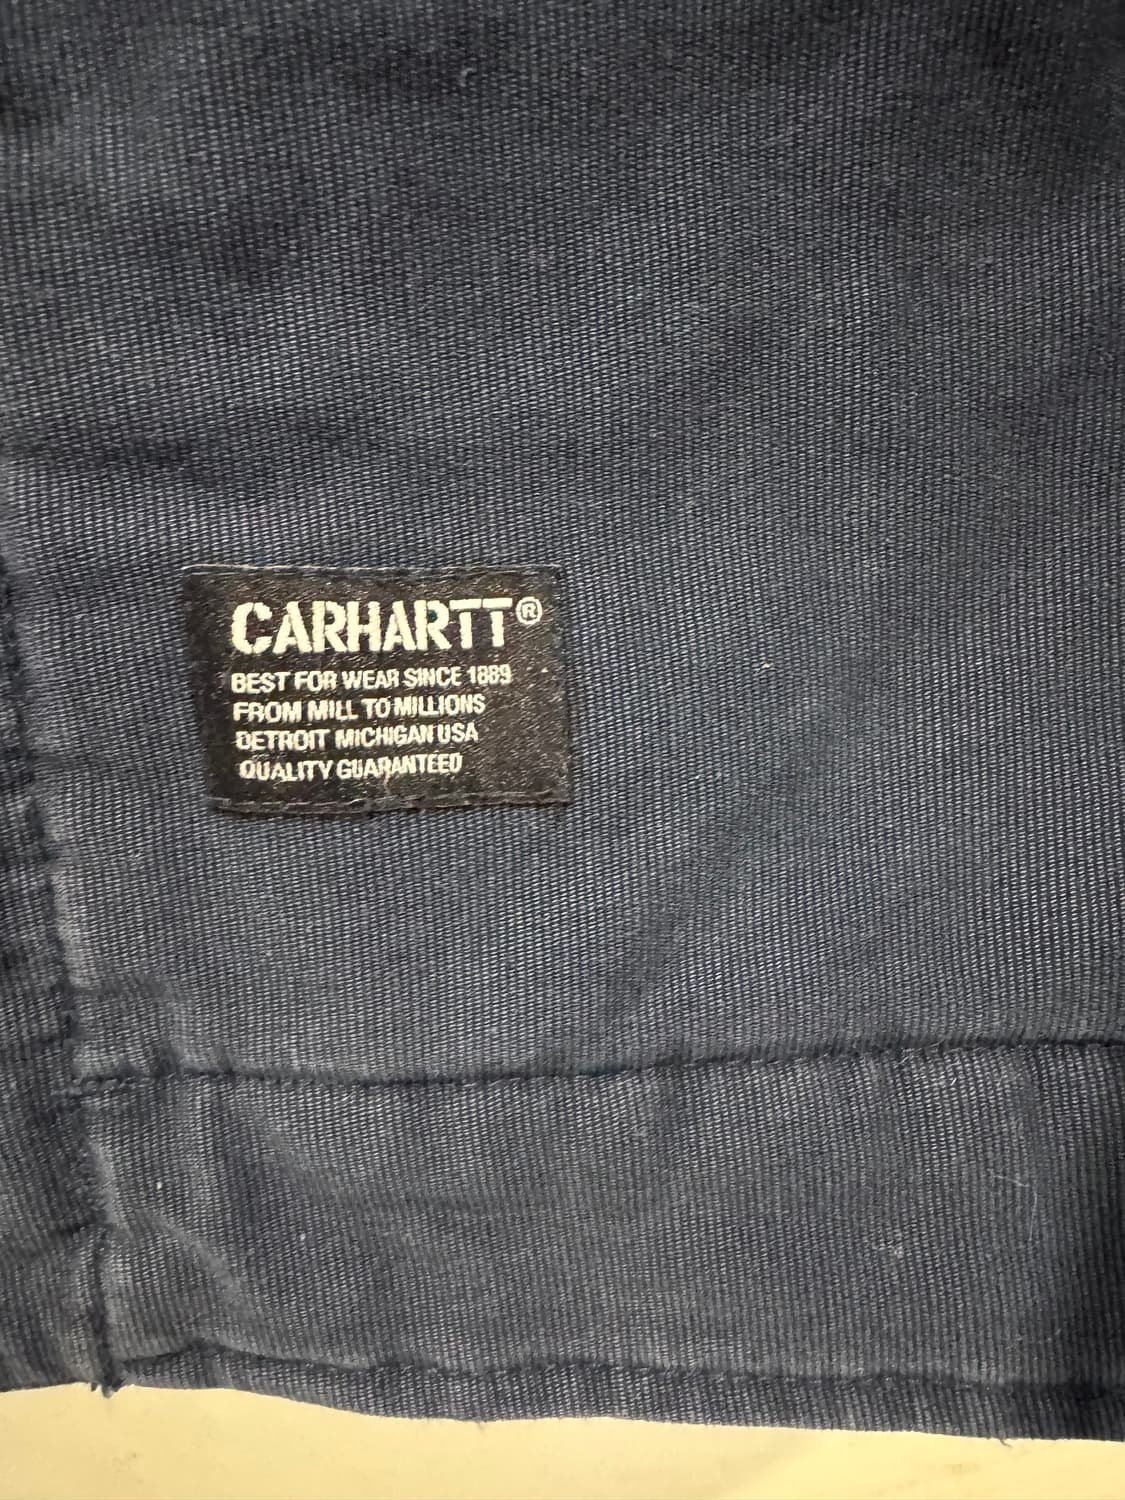 CARHARTT®
BEST FOR WEAR SINCE 1889
FROM MILL TO MILLIONS
DETROIT MICHIGAN USA
QUALITY GUARANTEED